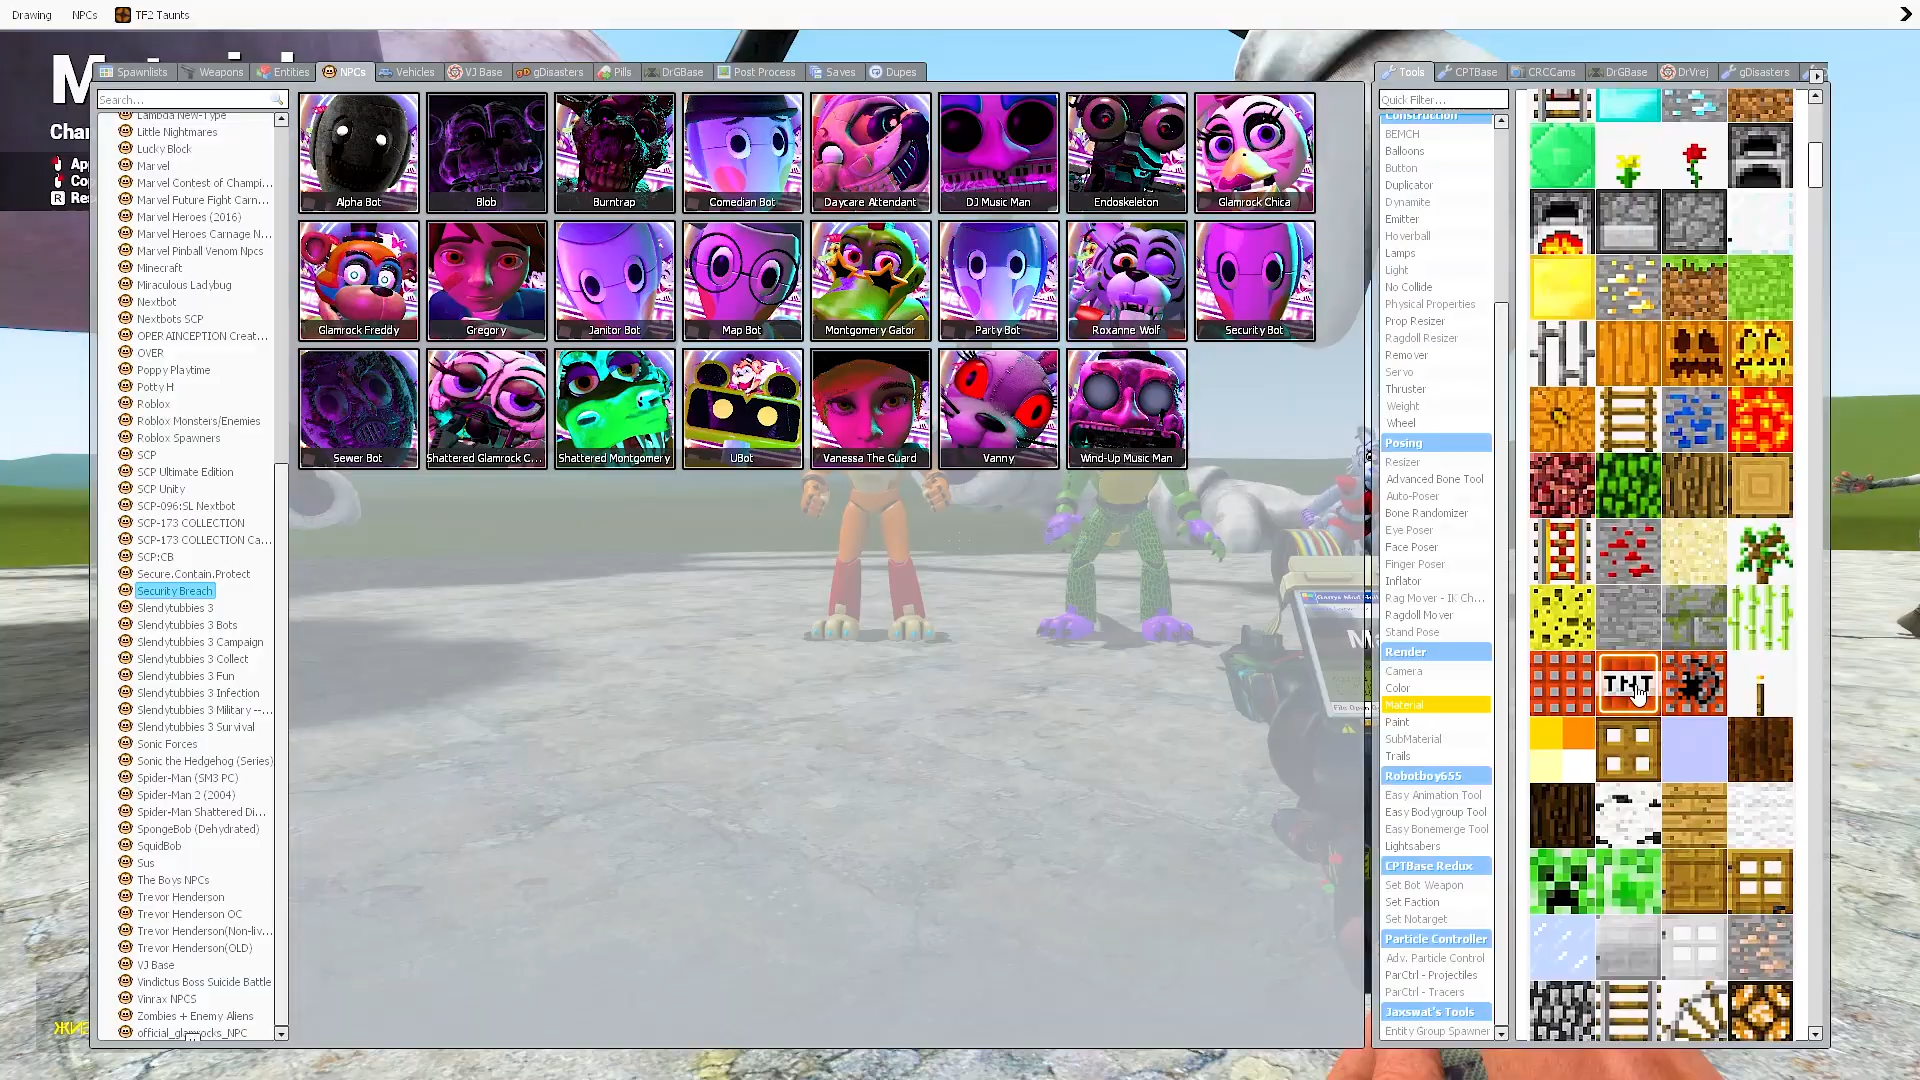 Drawing NPCs TF2 Taunts
Spawnlists Weapons Entities NPCs Vehicles VJ Base gDisasters Pills DrGBase Post Process Saves Dupes
Tools CPTBase CRCCams DrGBase DrVrej gDisasters
Search...
Lambda New-Type
Little Nightmares
Lucky Block
Marvel
Marvel Contest of Champi...
Marvel Future Fight Carn...
Marvel Heroes (2016)
Marvel Heroes Carnage N...
Marvel Pinball Venom Npcs
Minecraft
Miraculous Ladybug
Nextbot
Nextbots SCP
OPERAINCEPTION Creat...
OVER
Poppy Playtime
Potty H
Roblox
Roblox Monsters/Enemies
Roblox Spawners
SCP
SCP Ultimate Edition
SCP Unity
SCP-096:SL Nextbot
SCP-173 COLLECTION
SCP-173 COLLECTION Ca...
SCP:CB
Secure.Contain.Protect
Security Breach
Slendytubbies 3
Slendytubbies 3 Bots
Slendytubbies 3 Campaign
Slendytubbies 3 Collect
Slendytubbies 3 Fun
Slendytubbies 3 Infection
Slendytubbies 3 Military --...
Slendytubbies 3 Survival
Sonic Forces
Sonic the Hedgehog (Series)
Spider-Man (SM3 PC)
Spider-Man 2 (2004)
Spider-Man Shattered Di...
SpongeBob (Dehydrated)
SquidBob
Sus
The Boys NPCs
Trevor Henderson
Trevor Henderson OC
Trevor Henderson(Non-liv...
Trevor Henderson(OLD)
VJ Base
Vindictus Boss Suicide Battle
Vinrax NPCS
Zombies + Enemy Aliens
official_glamrocks_NPC
Alpha Bot Blob Burntrap Comedian Bot Daycare Attendant DJ Music Man Endoskeleton Glamrock Chica
Glamrock Freddy Gregory Janitor Bot Map Bot Montgomery Gator Party Bot Roxanne Wolf Security Bot
Sewer Bot Shattered Glamrock C... Shattered Montgomery UBot Vanessa The Guard Vanny Wind-Up Music Man
Quick Filter...
Construction
BENCH
Balloons
Button
Duplicator
Dynamite
Emitter
Hoverball
Lamps
Light
No Collide
Physical Properties
Prop Resizer
Ragdoll Resizer
Remover
Servo
Thruster
Weight
Wheel
Posing
Resizer
Advanced Bone Tool
Auto-Poser
Bone Randomizer
Eye Poser
Face Poser
Finger Poser
Inflator
Rag Mover - IK Ch...
Ragdoll Mover
Stand Pose
Render
Camera
Color
Material
Paint
SubMaterial
Trails
Robotboy655
Easy Animation Tool
Easy Bodygroup Tool
Easy Bonemerge Tool
Lightsabers
CPTBase Redux
Set Bot Weapon
Set Faction
Set Notarget
Particle Controller
Adv. Particle Control
ParCtrl - Projectiles
ParCtrl - Tracers
Jaxswat's Tools
Entity Group Spawner
TNT